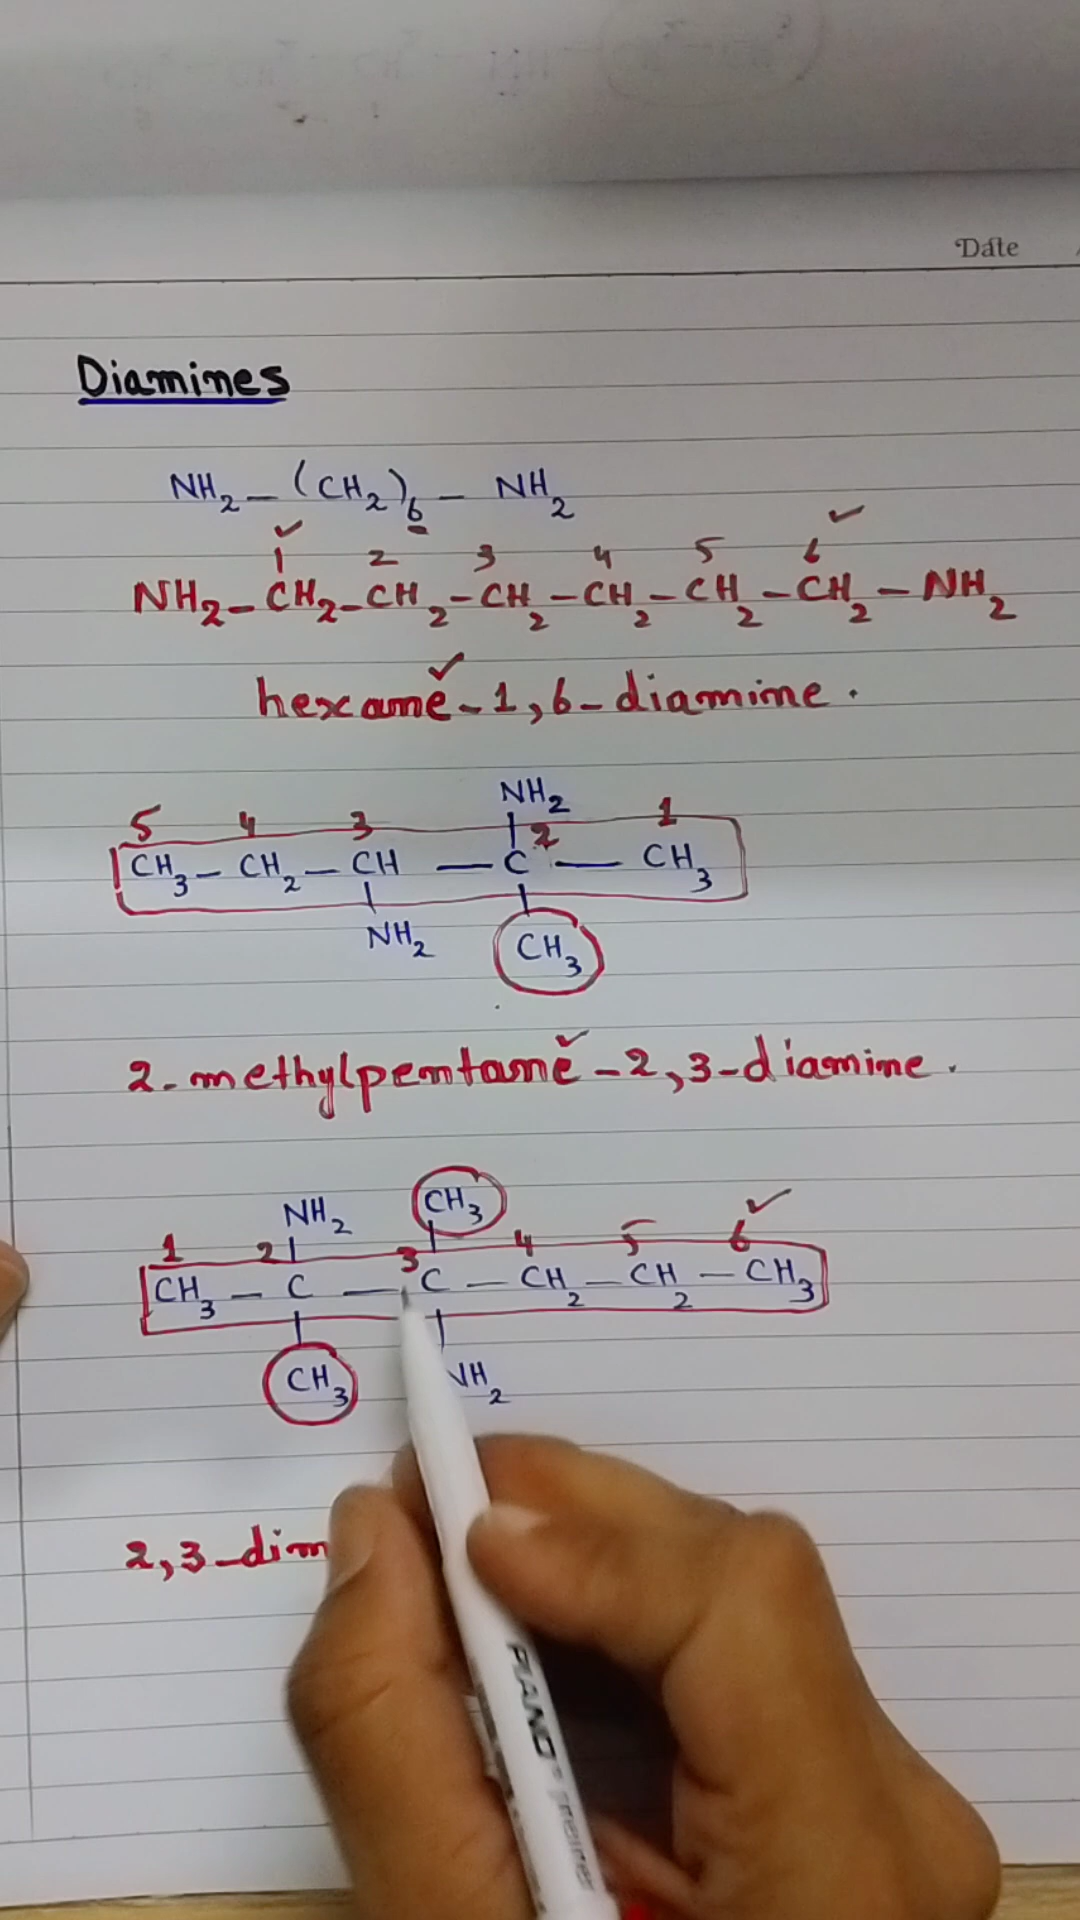 Date
Diamines
NH2 – (CH2)6 – NH2
1 2 3 4 5 6
NH2 – CH2 – CH2 – CH2 – CH2 – CH2 – CH2 – NH2
hexane-1,6-diamine.
NH2
5 4 3 2 1
CH3 – CH2 – CH – C – CH3
NH2 CH3
2-methylpentane-2,3-diamine.
NH2 CH3
1 2 3 4 5 6
CH3 – C – C – CH2 – CH2 – CH3
CH3 NH2
2,3-dim
PIANO